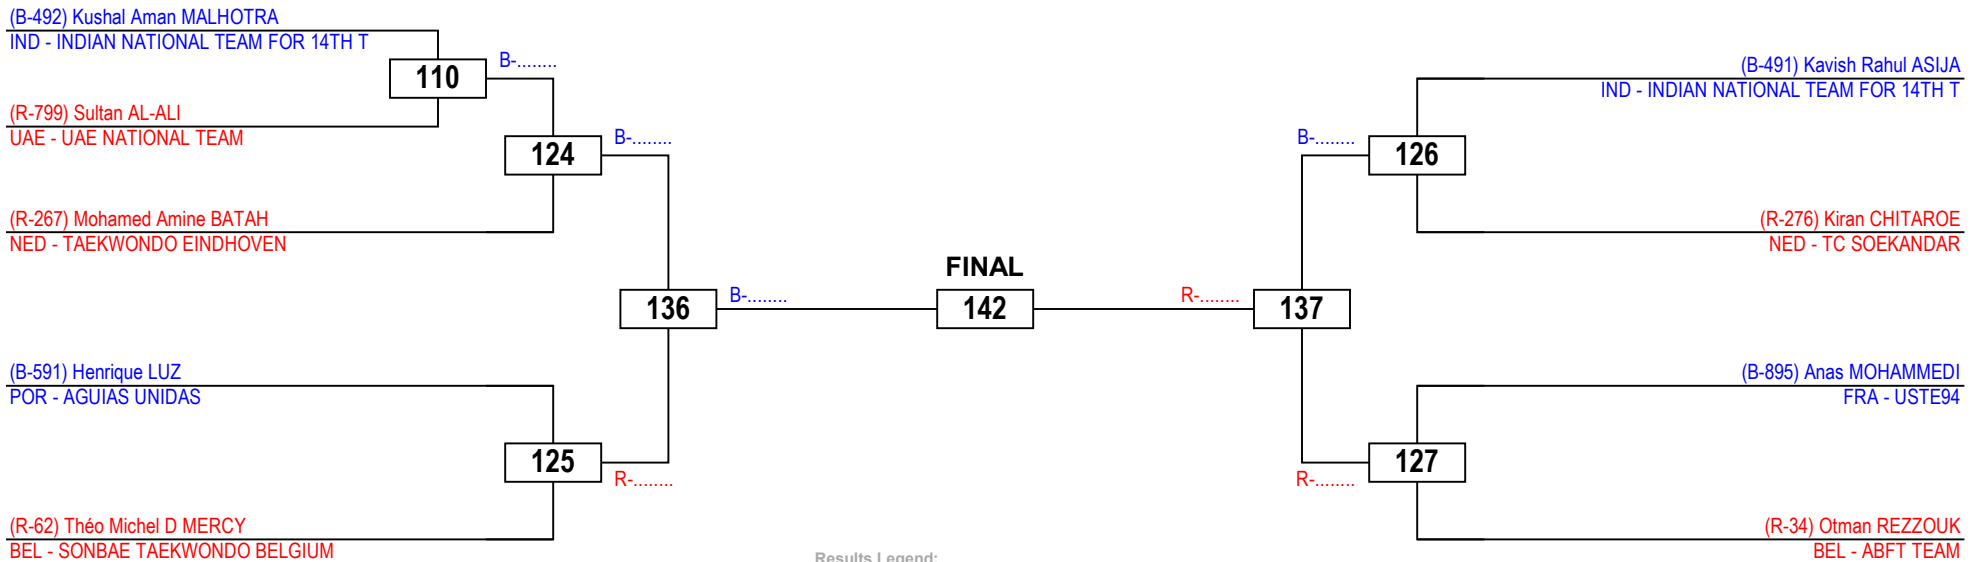 (B-492) Kushal Aman MALHOTRA
IND - INDIAN NATIONAL TEAM FOR 14TH T
110
B-........
(R-799) Sultan AL-ALI
UAE - UAE NATIONAL TEAM
124
B-........
(R-267) Mohamed Amine BATAH
NED - TAEKWONDO EINDHOVEN
136
B-........
(B-591) Henrique LUZ
POR - AGUIAS UNIDAS
125
R-........
(R-62) Théo Michel D MERCY
BEL - SONBAE TAEKWONDO BELGIUM
FINAL
142
(B-491) Kavish Rahul ASIJA
IND - INDIAN NATIONAL TEAM FOR 14TH T
B-........
126
(R-276) Kiran CHITAROE
NED - TC SOEKANDAR
R-........
137
(B-895) Anas MOHAMMEDI
FRA - USTE94
127
R-........
(R-34) Otman REZZOUK
BEL - ABFT TEAM
Results Legend: